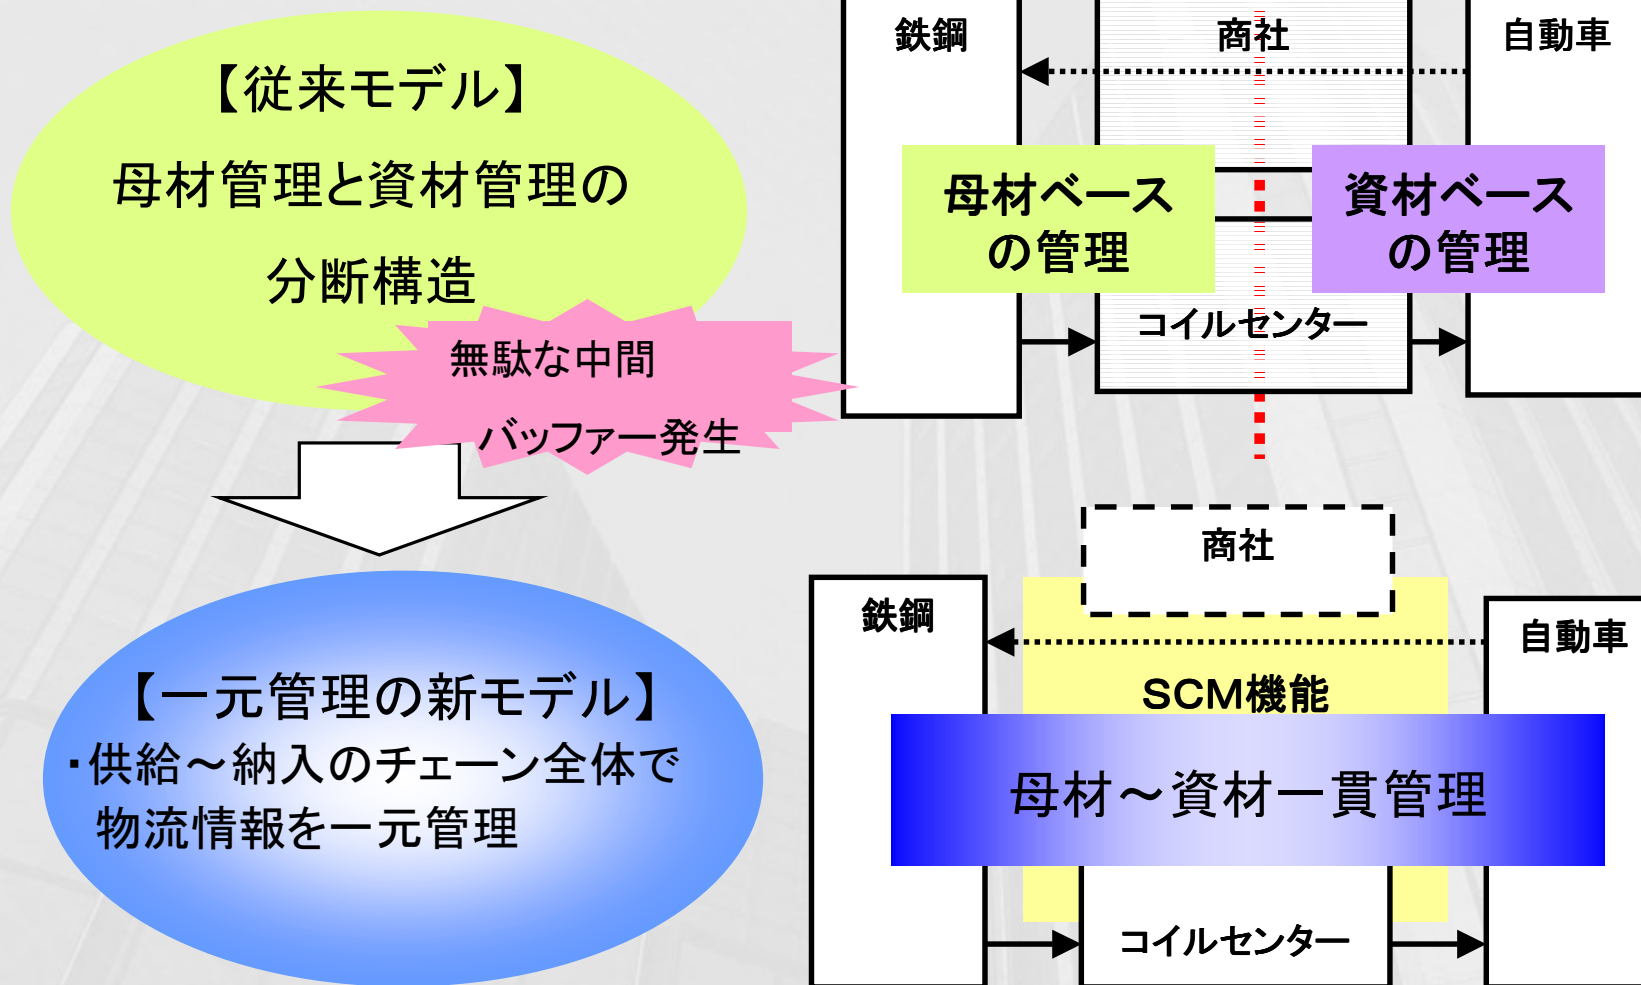 【従来モデル】
母材管理と資材管理の
分断構造
無駄な中間
バッファー発生
鉄鋼
商社
自動車
母材ベース
の管理
資材ベース
の管理
コイルセンター
【一元管理の新モデル】
・供給～納入のチェーン全体で
物流情報を一元管理
商社
鉄鋼
自動車
SCM機能
母材～資材一貫管理
コイルセンター